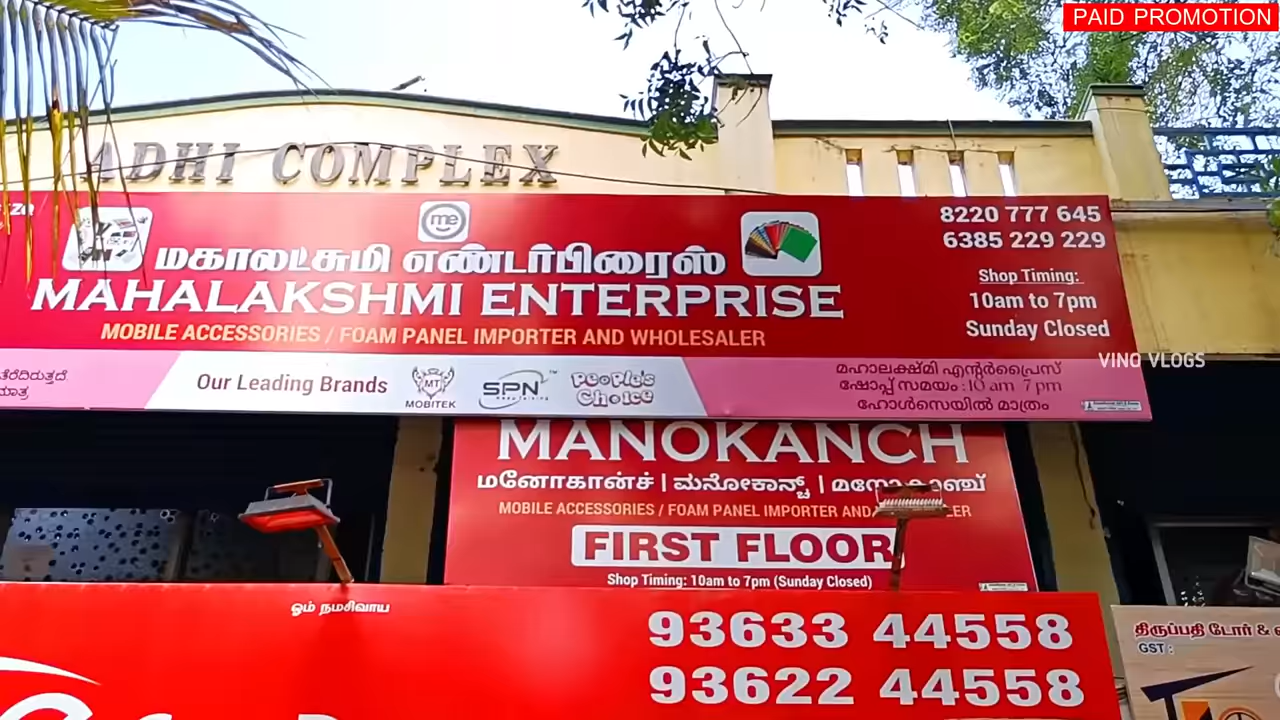 PAID PROMOTION
ADHI COMPLEX
me
மகாலட்சுமி எண்டர்பிரைஸ்
MAHALAKSHMI ENTERPRISE
MOBILE ACCESSORIES / FOAM PANEL IMPORTER AND WHOLESALER
8220 777 645
6385 229 229
Shop Timing:
10am to 7pm
Sunday Closed
VINO VLOGS
Our Leading Brands
MT
MOBITEK
SPN
PEOPLE'S
CHOICE
മഹാലക്ഷ്മി എന്റർപ്രൈസ്
ഷോപ്പ് സമയം :10 am 7 pm
ഹോൾസെയിൽ മാത്രം
MANOKANCH
மனோகான்ச் | ಮನೋಕಾನ್ಚ್ | മനോകാഞ്ച്
MOBILE ACCESSORIES / FOAM PANEL IMPORTER AND
FIRST FLOOR
Shop Timing: 10am to 7pm (Sunday Closed)
ஓம் நமசிவாய
93633 44558
93622 44558
திருப்பதி டோர் &
GST :